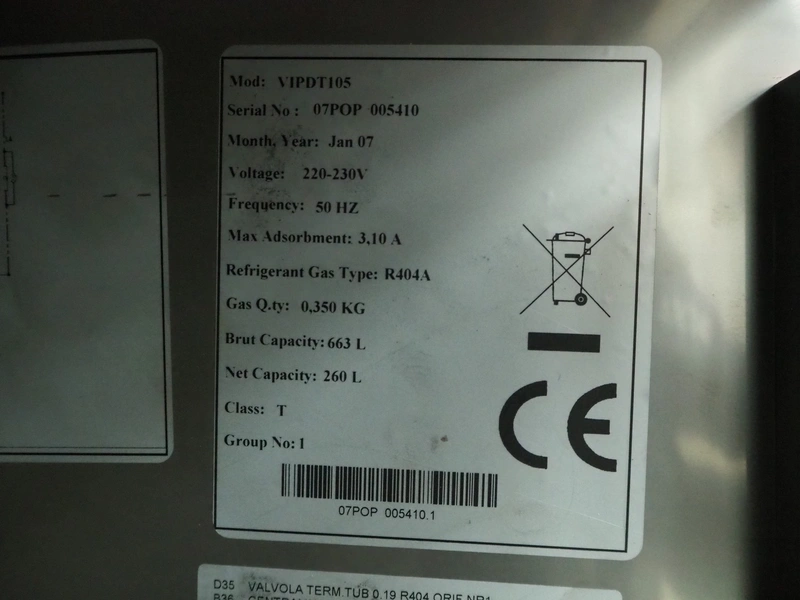 Mod: VIPDT105
Serial No : 07POP 005410
Month, Year: Jan 07
Voltage: 220-230V
Frequency: 50 HZ
Max Adsorbment: 3,10 A
Refrigerant Gas Type: R404A
Gas Q.ty: 0,350 KG
Brut Capacity: 663 L
Net Capacity: 260 L
Class: T
Group No: 1
CE
07POP 005410.1
D35 VALVOLA TERM.TUB 0.19 R404 ORIF.NR1